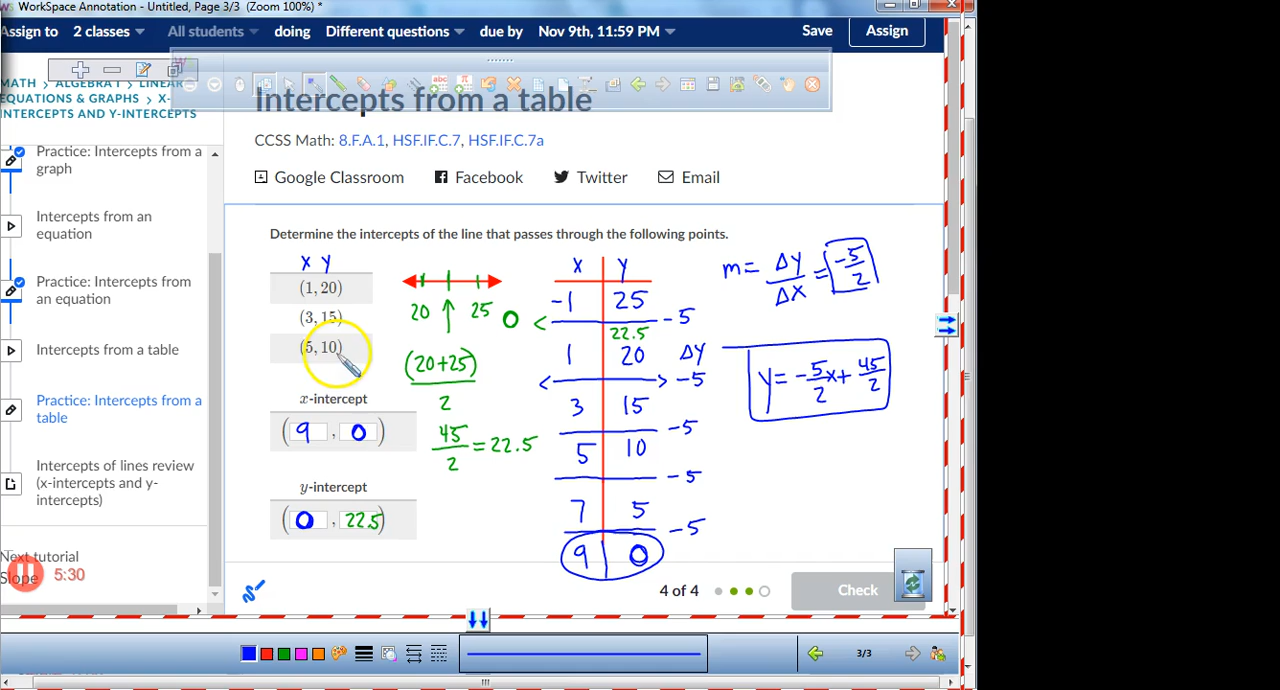 WorkSpace Annotation - Untitled, Page 3/3 (Zoom 100%) *
Assign to 2 classes All students doing Different questions due by Nov 9th, 11:59 PM Save Assign
MATH > ALGEBRA I > LINEAR
EQUATIONS & GRAPHS > X-
INTERCEPTS AND Y-INTERCEPTS
Practice: Intercepts from a
graph
Intercepts from an
equation
Practice: Intercepts from
an equation
Intercepts from a table
Practice: Intercepts from a
table
Intercepts of lines review
(x-intercepts and y-
intercepts)
Next tutorial
Slope
5:30
Intercepts from a table
CCSS Math: 8.F.A.1, HSF.IF.C.7, HSF.IF.C.7a
Google Classroom Facebook Twitter Email
Determine the intercepts of the line that passes through the following points.
X Y
(1, 20)
(3, 15)
(5, 10)
x-intercept
(9, 0)
y-intercept
(0, 22.5)
20 25 0
(20+25)
2
45
2
= 22.5
X Y
-1 25
< 22.5 -5
1 20 ΔY
-5
3 15
-5
5 10
-5
7 5
-5
9 0
m = ΔY/ΔX = -5/2
y = -5/2x + 45/2
4 of 4 Check
3/3